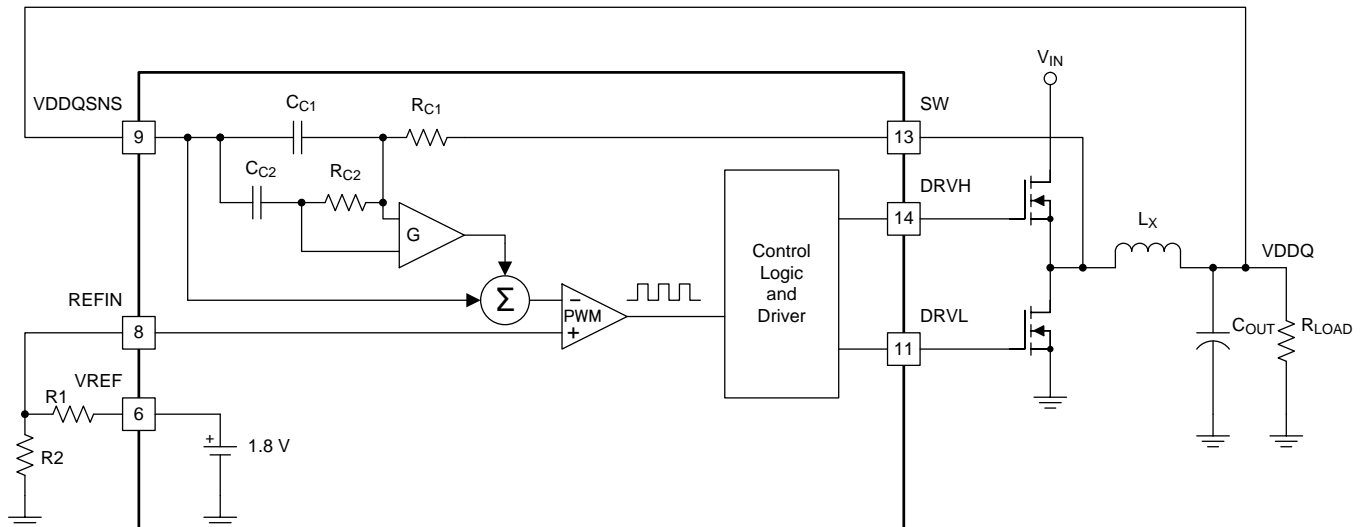 V_IN
VDDQSNS
C_C1
R_C1
SW
9
13
C_C2
R_C2
DRVH
14
L_X
VDDQ
G
Control
Logic
and
Driver
REFIN
Σ
−
PWM
+
8
DRVL
11
C_OUT
R_LOAD
VREF
R1
6
+
1.8 V
R2